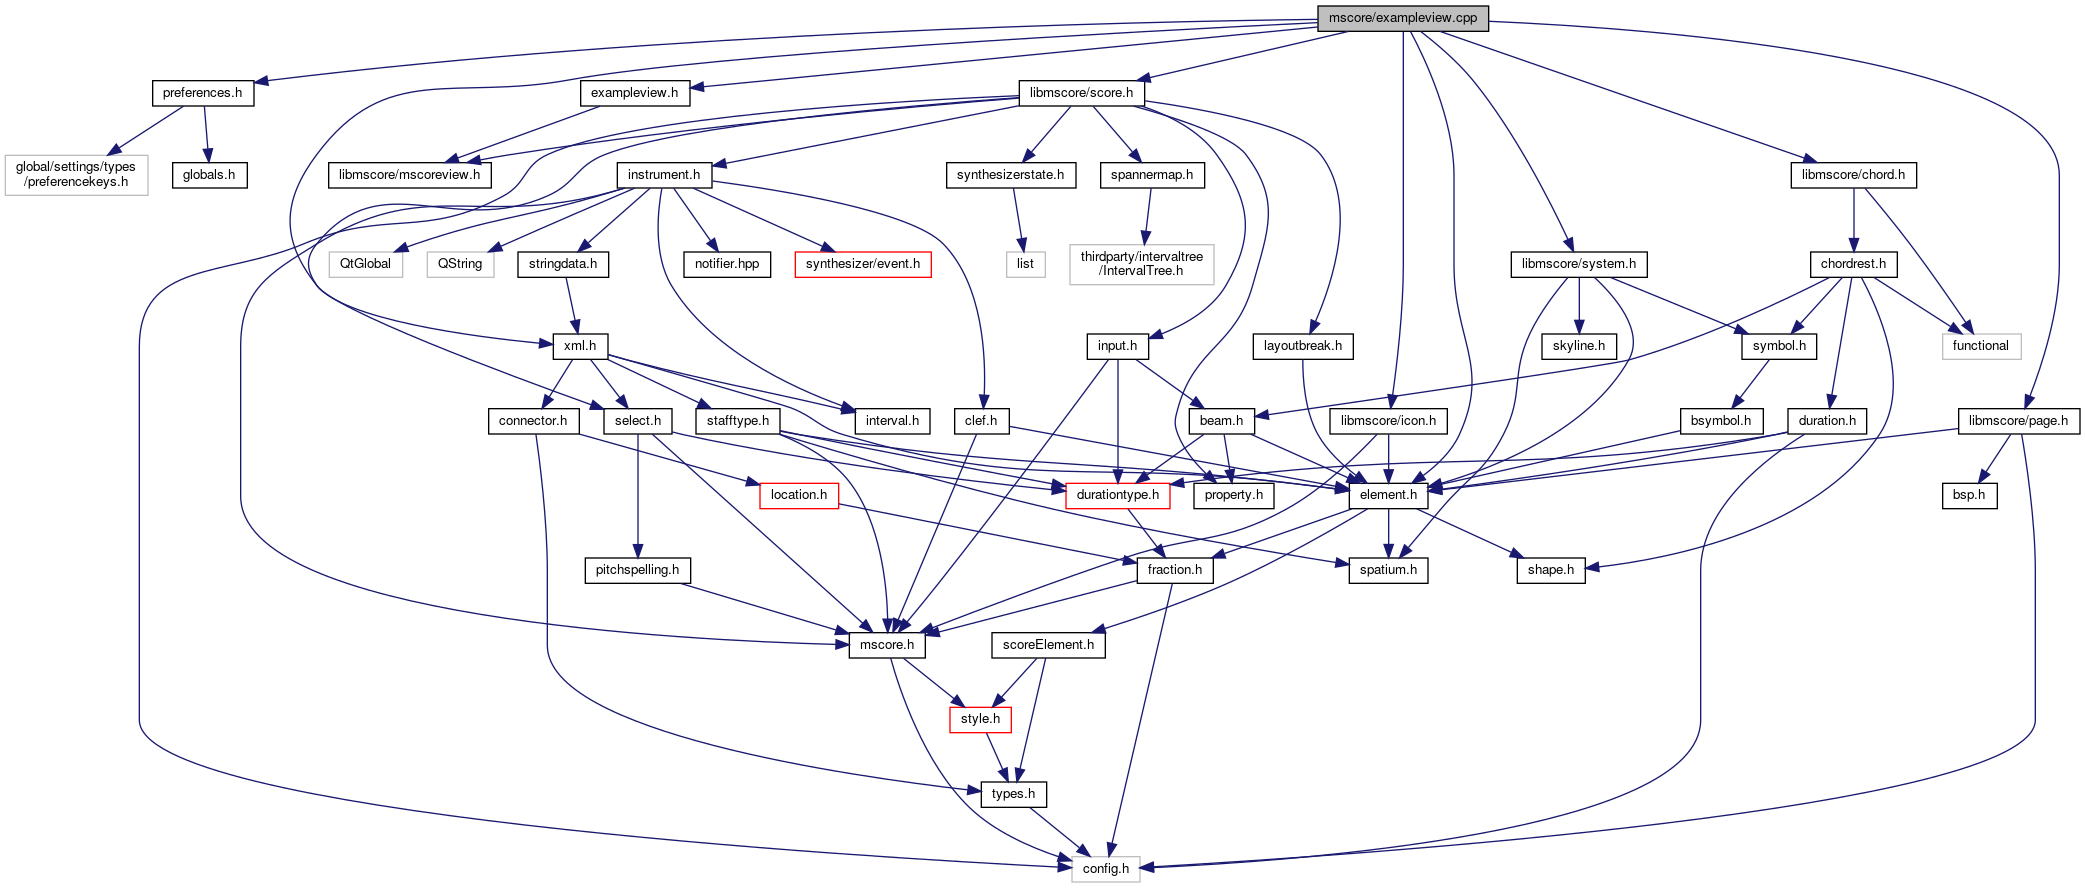 mscore/exampleview.cpp
preferences.h
exampleview.h
libmscore/score.h
global/settings/types
/preferencekeys.h
globals.h
libmscore/mscoreview.h
instrument.h
synthesizerstate.h
spannermap.h
libmscore/chord.h
QtGlobal
QString
stringdata.h
notifier.hpp
synthesizer/event.h
list
thirdparty/intervaltree
/IntervalTree.h
libmscore/system.h
chordrest.h
xml.h
input.h
layoutbreak.h
skyline.h
symbol.h
functional
connector.h
select.h
stafftype.h
interval.h
clef.h
beam.h
libmscore/icon.h
bsymbol.h
duration.h
libmscore/page.h
location.h
durationtype.h
property.h
element.h
bsp.h
pitchspelling.h
fraction.h
spatium.h
shape.h
mscore.h
scoreElement.h
style.h
types.h
config.h